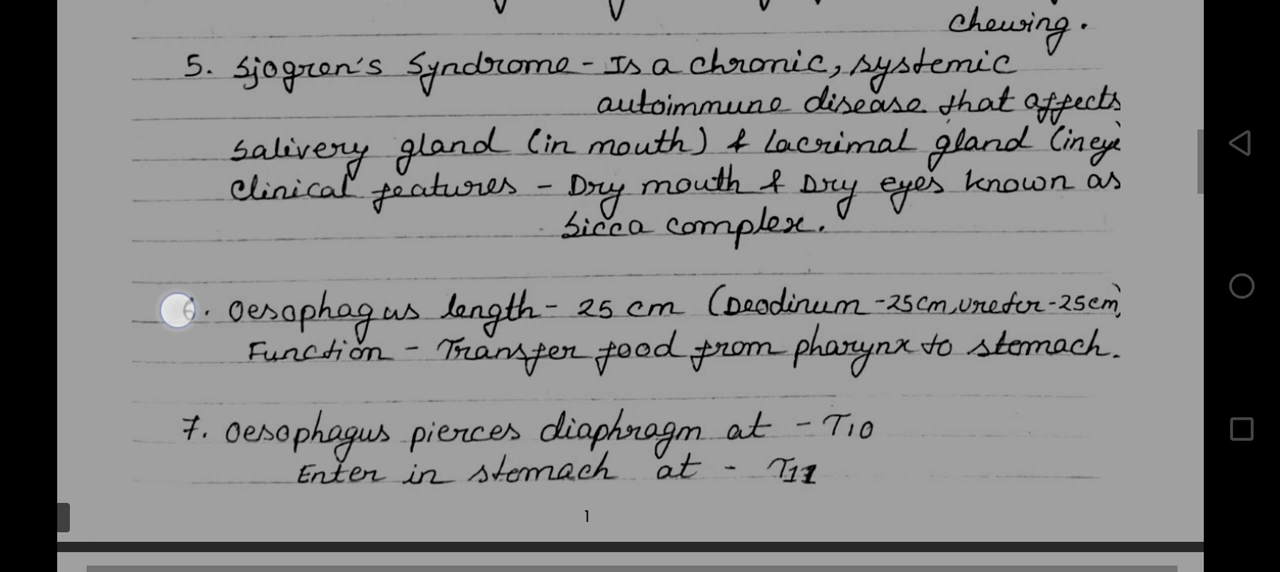 chewing.
5. Sjogren's Syndrome - Is a chronic, systemic
autoimmune disease that affects
salivery gland (in mouth) & Lacrimal gland (in eye
clinical features - Dry mouth & Dry eyes known as
Sicca complex.
6. Oesophagus length - 25 cm (Deodinum - 25cm, ureter - 25cm)
Function - Transfer food from pharynx to stomach.
7. Oesophagus pierces diaphragm at - T10
Enter in stomach at - T11
1